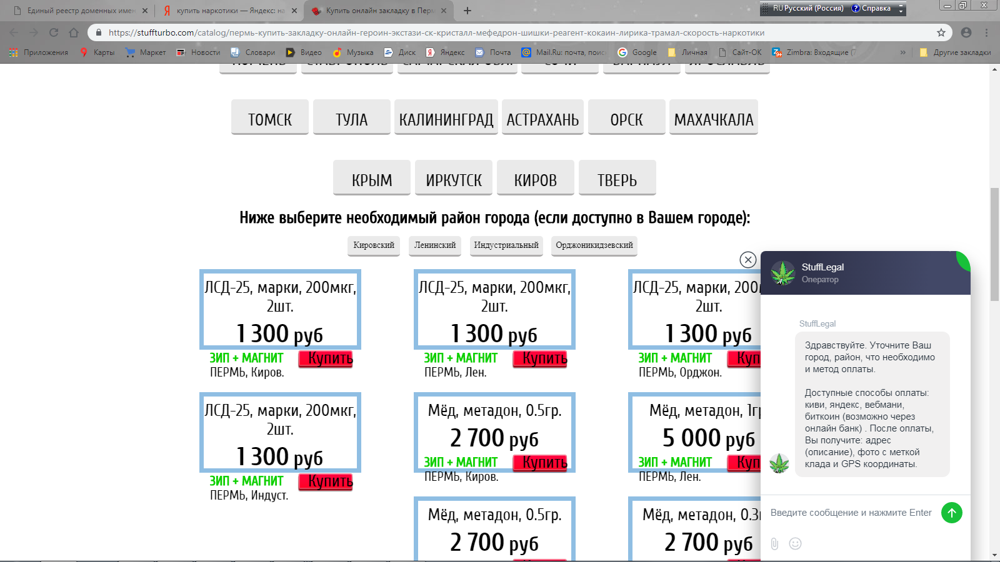 Единый реестр доменных имен
купить наркотики — Яндекс: на
Купить онлайн закладку в Перм
RU Русский (Россия) Справка
https://stuffturbo.com/catalog/пермь-купить-закладку-онлайн-героин-экстази-ск-кристалл-мефедрон-шишки-реагент-кокаин-лирика-трамал-скорость-наркотики
Приложения Карты Маркет Новости Словари Видео Музыка Диск Яндекс Почта Mail.Ru: почта, поис Google Личная Сайт-ОК Zimbra: Входящие (7 » Другие закладки
ТОМСК ТУЛА КАЛИНИНГРАД АСТРАХАНЬ ОРСК МАХАЧКАЛА
КРЫМ ИРКУТСК КИРОВ ТВЕРЬ
Ниже выберите необходимый район города (если доступно в Вашем городе):
Кировский Ленинский Индустриальный Орджоникидзевский
ЛСД-25, марки, 200мкг,
2шт.
1 300 руб
ЗИП + МАГНИТ Купить
ПЕРМЬ, Киров.
ЛСД-25, марки, 200мкг,
2шт.
1 300 руб
ЗИП + МАГНИТ Купить
ПЕРМЬ, Лен.
ЛСД-25, марки, 200м
2шт.
1 300 руб
ЗИП + МАГНИТ Куп
ПЕРМЬ, Орджон.
ЛСД-25, марки, 200мкг,
2шт.
1 300 руб
ЗИП + МАГНИТ Купить
ПЕРМЬ, Индуст.
Мёд, метадон, 0.5гр.
2 700 руб
ЗИП + МАГНИТ Купить
ПЕРМЬ, Киров.
Мёд, метадон, 1гр
5 000 руб
ЗИП + МАГНИТ Куп
ПЕРМЬ, Лен.
Мёд, метадон, 0.5гр.
2 700 руб
Мёд, метадон, 0.3г
2 700 руб
StuffLegal
Оператор
StuffLegal
Здравствуйте. Уточните Ваш
город, район, что необходимо
и метод оплаты.
Доступные способы оплаты:
киви, яндекс, вебмани,
биткоин (возможно через
онлайн банк) . После оплаты,
Вы получите: адрес
(описание), фото с меткой
клада и GPS координаты.
Введите сообщение и нажмите Enter